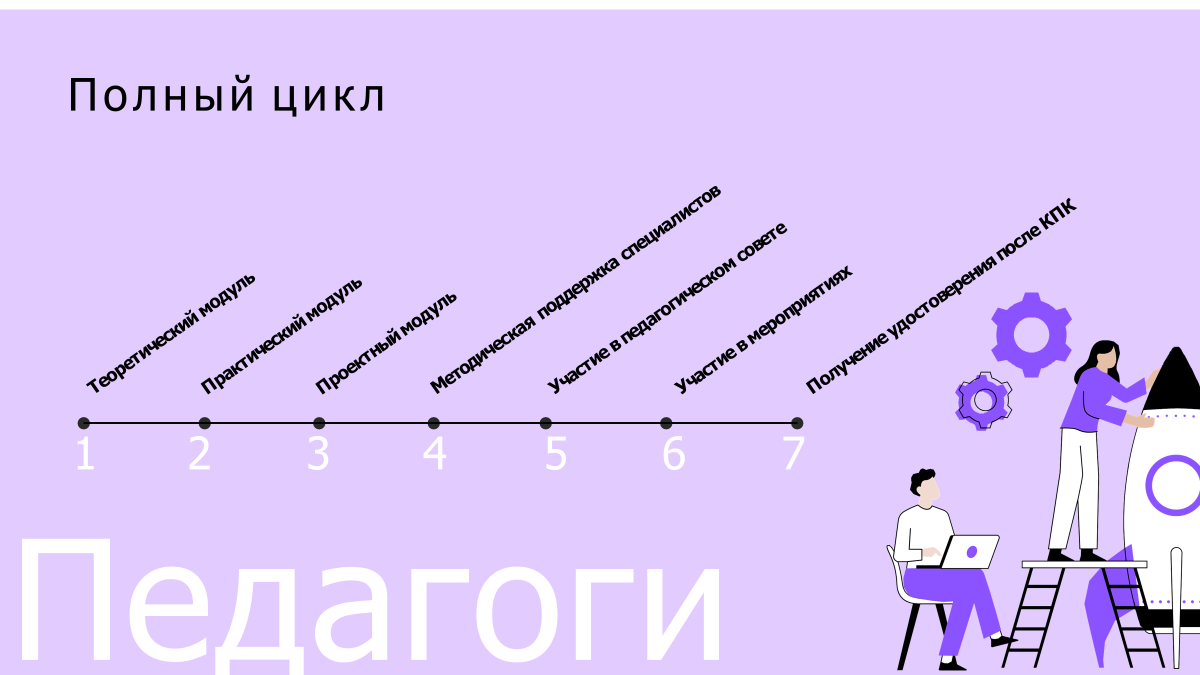 Полный цикл
Теоретический модуль
Практический модуль
Проектный модуль
Методическая поддержка специалистов
Участие в педагогическом совете
Участие в мероприятиях
Получение удостоверения после КПК
1 2 3 4 5 6 7
Педагоги